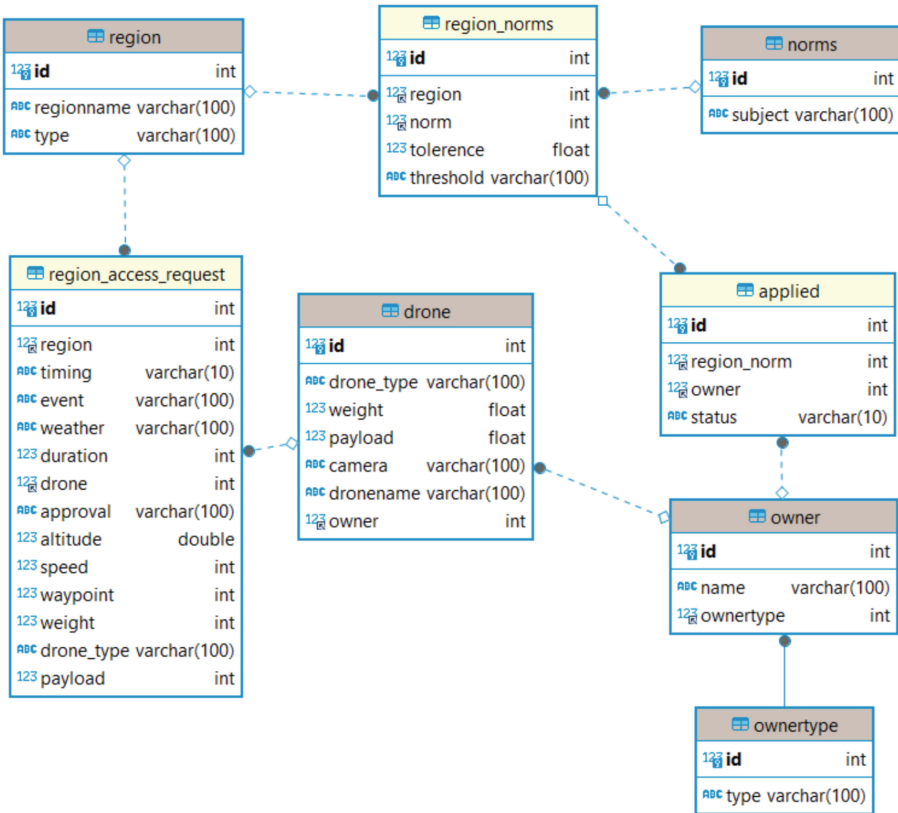 region
id int
regionname varchar(100)
type varchar(100)
region_norms
id int
region int
norm int
tolerence float
threshold varchar(100)
norms
id int
subject varchar(100)
region_access_request
id int
region int
timing varchar(10)
event varchar(100)
weather varchar(100)
duration int
drone int
approval varchar(100)
altitude double
speed int
waypoint int
weight int
drone_type varchar(100)
payload int
drone
id int
drone_type varchar(100)
weight float
payload float
camera varchar(100)
dronename varchar(100)
owner int
applied
id int
region_norm int
owner int
status varchar(10)
owner
id int
name varchar(100)
ownertype int
ownertype
id int
type varchar(100)